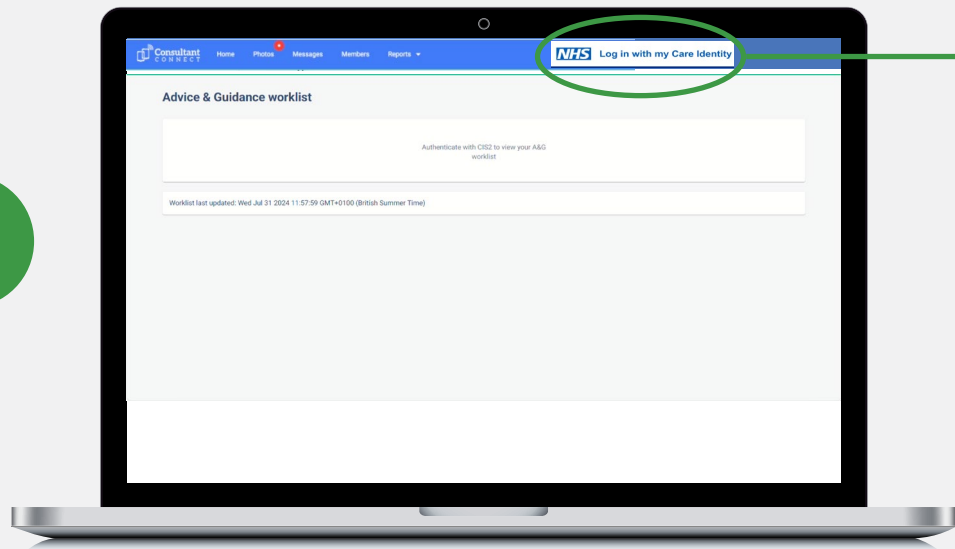 Consultant
CONNECT
Home Photos Messages Members Reports
NHS Log in with my Care Identity
Advice & Guidance worklist
Authenticate with CIS2 to view your A&G
worklist
Worklist last updated: Wed Jul 31 2024 11:57:59 GMT+0100 (British Summer Time)